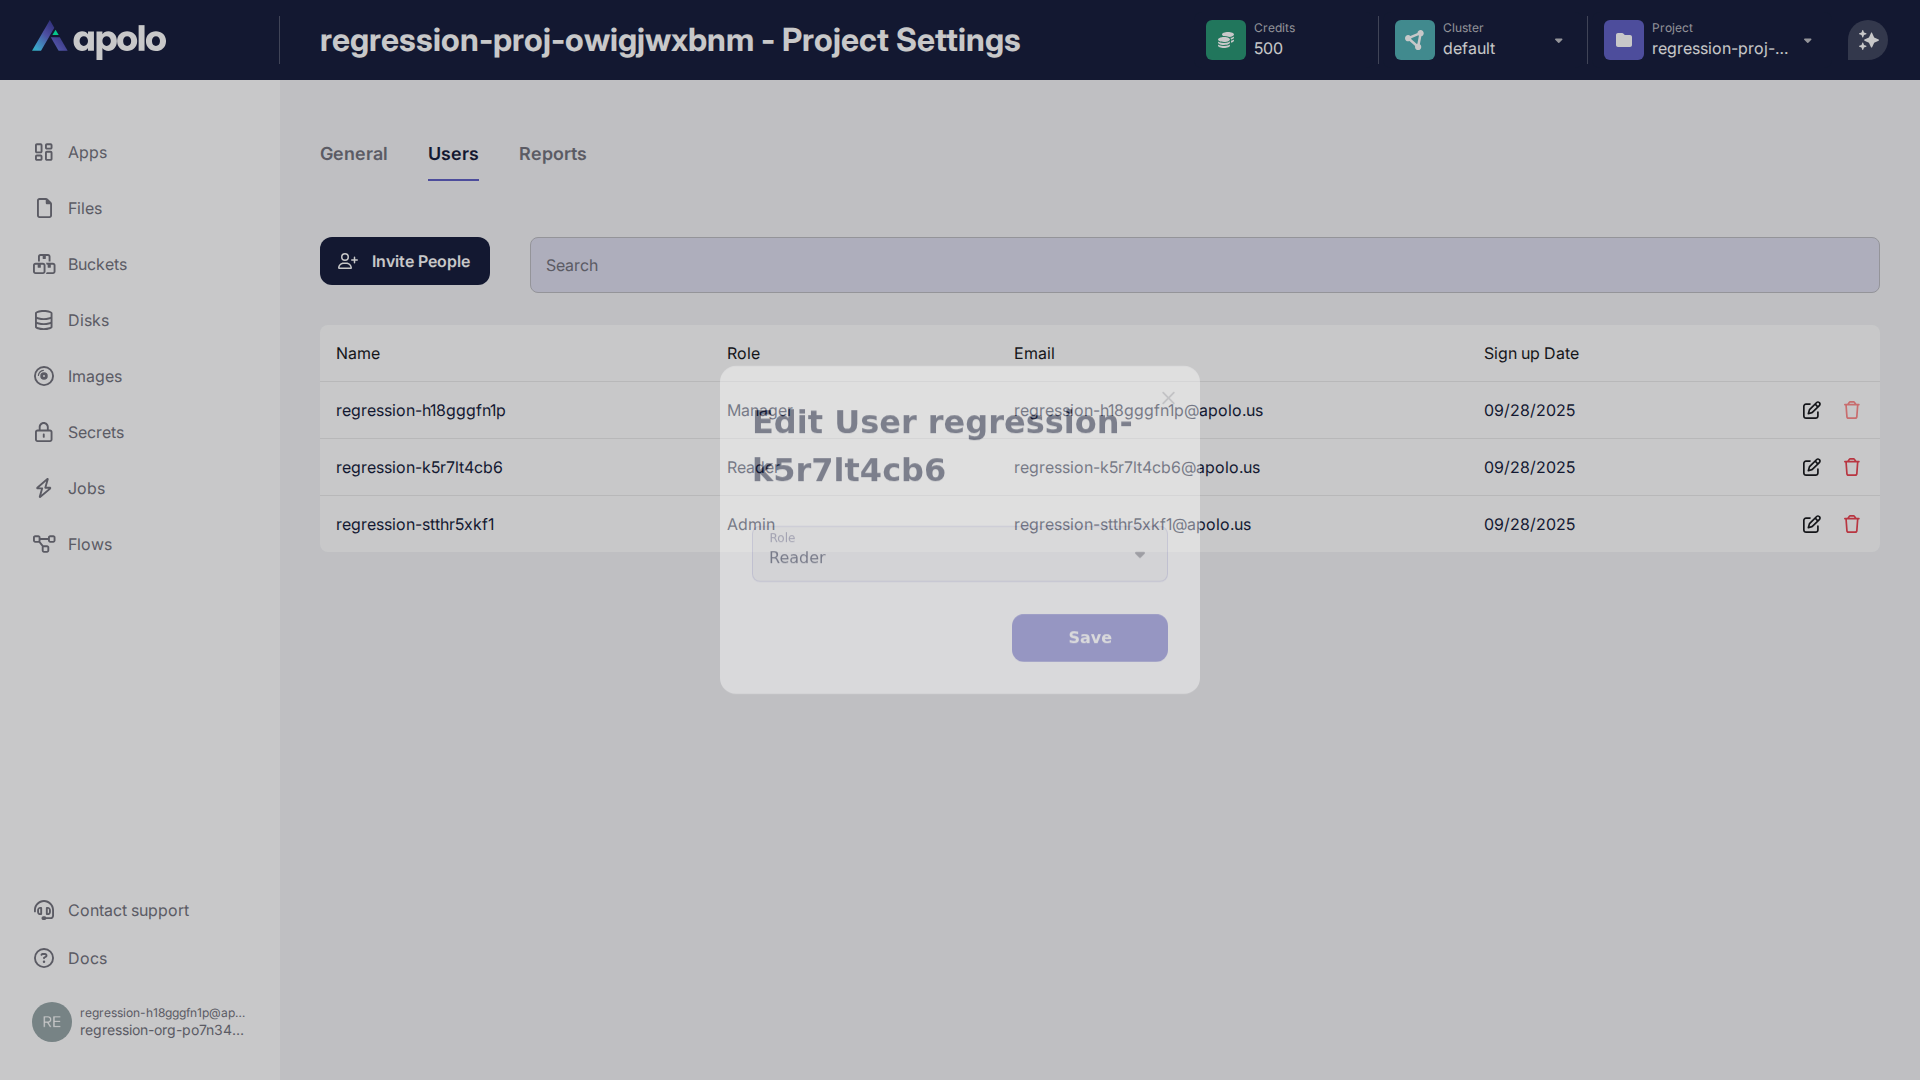 apolo
regression-proj-owigjwxbnm - Project Settings
Credits
500
Cluster
default
Project
regression-proj-...
Apps
Files
Buckets
Disks
Images
Secrets
Jobs
Flows
General Users Reports
Invite People
Search
Name Role Email Sign up Date
regression-h18gggfn1p Manager regression-h18gggfn1p@apolo.us 09/28/2025
regression-k5r7lt4cb6 Reader regression-k5r7lt4cb6@apolo.us 09/28/2025
regression-stthr5xkf1 Admin regression-stthr5xkf1@apolo.us 09/28/2025
Edit User regression-
k5r7lt4cb6
Role
Reader
Save
Contact support
Docs
RE
regression-h18gggfn1p@ap...
regression-org-po7n34...